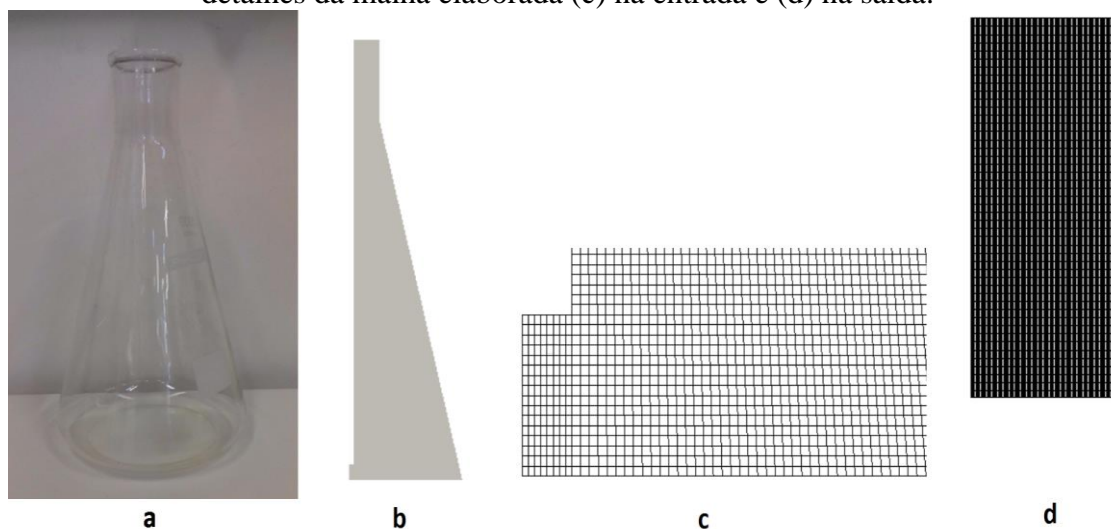 detalhes da malha elaborada (c) na entrada e (d) na saída.
a
b
c
d